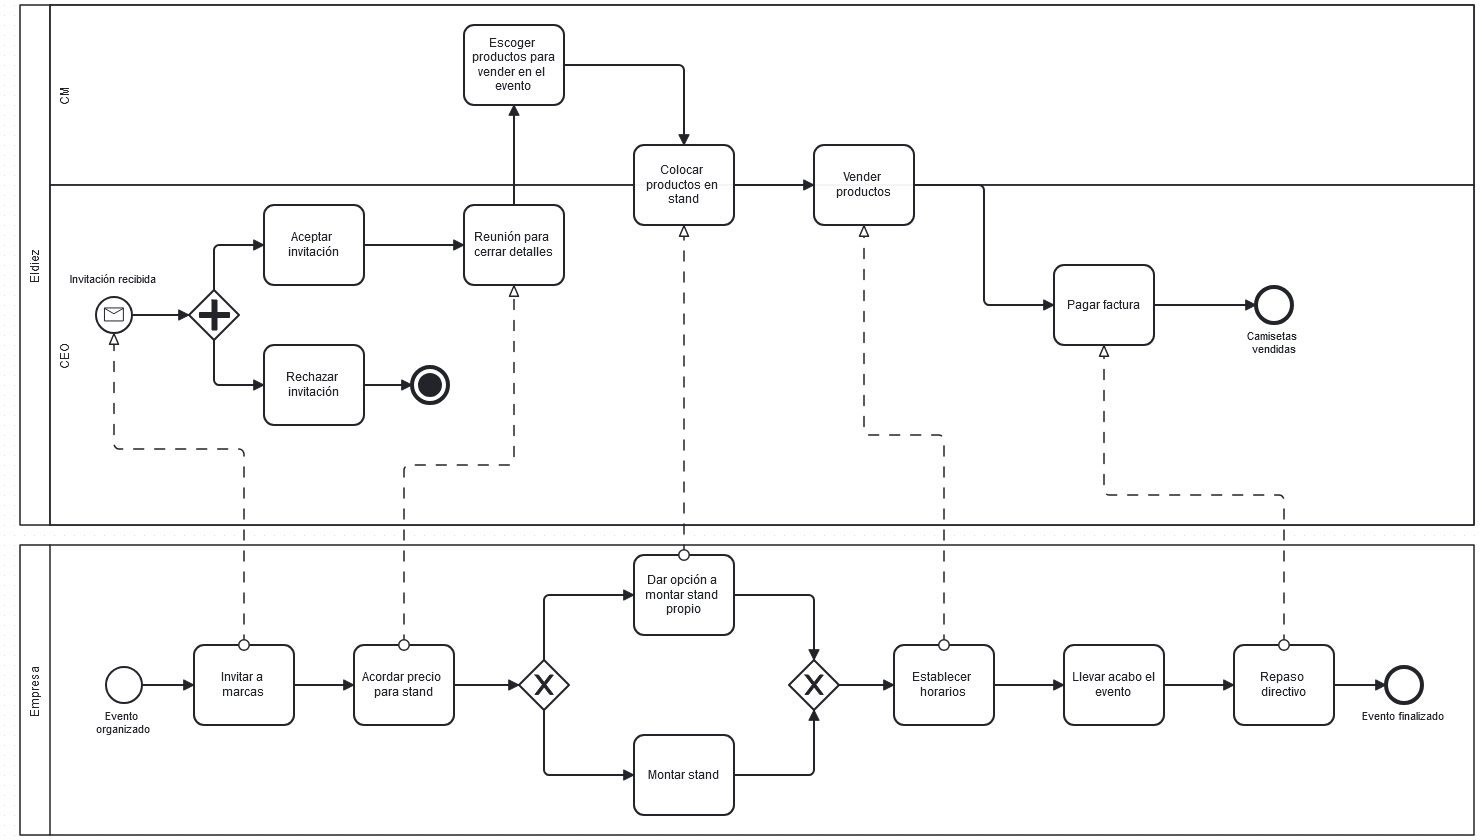 Eldiez
CM
Escoger
productos para
vender en el
evento
Colocar
productos en
stand
Vender
productos
CEO
Invitación recibida
Aceptar
invitación
Reunión para
cerrar detalles
Rechazar
invitación
Pagar factura
Camisetas
vendidas
Empresa
Evento
organizado
Invitar a
marcas
Acordar precio
para stand
X
Dar opción a
montar stand
propio
Montar stand
X
Establecer
horarios
Llevar acabo el
evento
Repaso
directivo
Evento finalizado